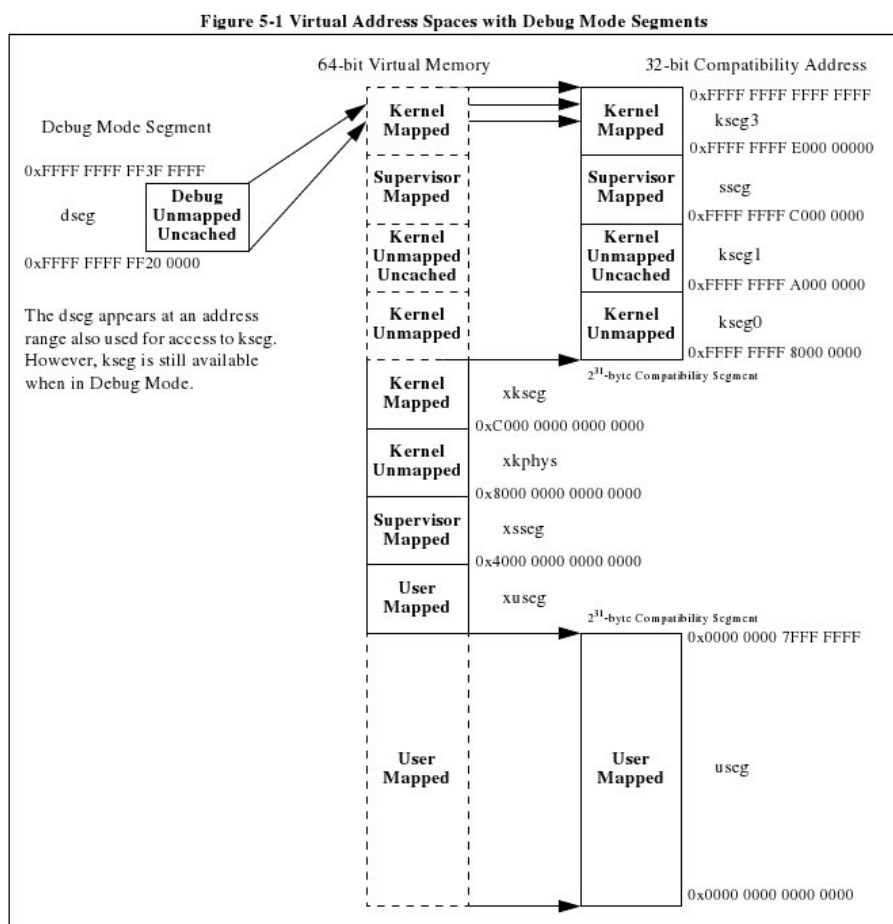 Figure 5-1 Virtual Address Spaces with Debug Mode Segments
64-bit Virtual Memory
32-bit Compatibility Address
Debug Mode Segment
0xFFFF FFFF FF3F FFFF
dseg
Debug
Unmapped
Uncached
0xFFFF FFFF FF20 0000
The dseg appears at an address
range also used for access to kseg.
However, kseg is still available
when in Debug Mode.
Kernel
Mapped
Supervisor
Mapped
Kernel
Unmapped
Uncached
Kernel
Unmapped
Kernel
Mapped
xkseg
0xC000 0000 0000 0000
Kernel
Unmapped
xkphys
0x8000 0000 0000 0000
Supervisor
Mapped
xsseg
0x4000 0000 0000 0000
User
Mapped
xuseg
User
Mapped
0xFFFF FFFF FFFF FFFF
Kernel
Mapped
kseg3
0xFFFF FFFF E000 00000
Supervisor
Mapped
sseg
0xFFFF FFFF C000 0000
Kernel
Unmapped
Uncached
kseg1
0xFFFF FFFF A000 0000
Kernel
Unmapped
kseg0
0xFFFF FFFF 8000 0000
2^31-byte Compatibility Segment
2^31-byte Compatibility Segment
0x0000 0000 7FFF FFFF
User
Mapped
useg
0x0000 0000 0000 0000